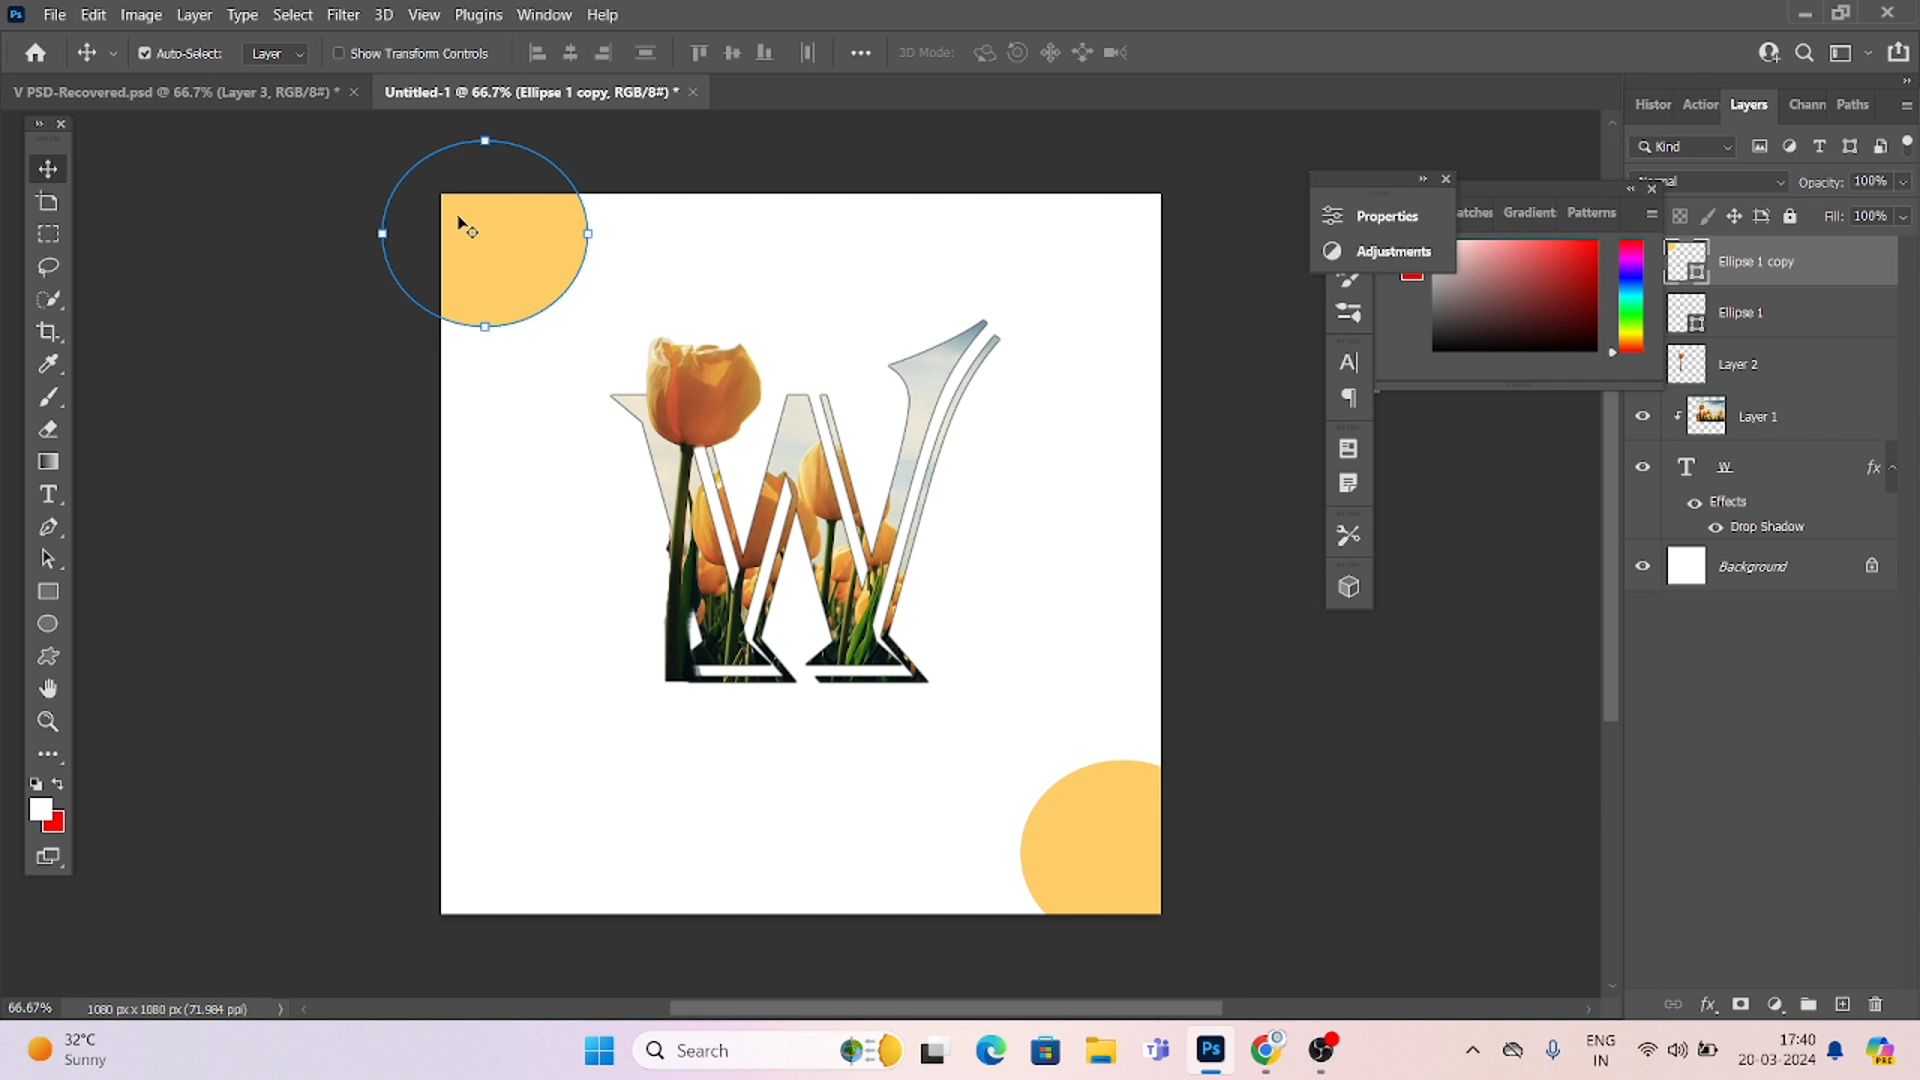 Ps File Edit Image Layer Type Select Filter 3D View Plugins Window Help
Auto-Select: Layer Show Transform Controls 3D Mode:
V PSD-Recovered.psd @ 66.7% (Layer 3, RGB/8#) * Untitled-1 @ 66.7% (Ellipse 1 copy, RGB/8#) *
Histor Action Layers Chann Paths
Kind
Opacity: 100%
Fill: 100%
Properties
Adjustments
Gradient Patterns
Ellipse 1 copy
Ellipse 1
Layer 2
Layer 1
T W fx
Effects
Drop Shadow
Background
W
66.67% 1080 px x 1080 px (71.984 ppi)
32°C
Sunny
Search
Ps
ENG
IN
17:40
20-03-2024
PRE